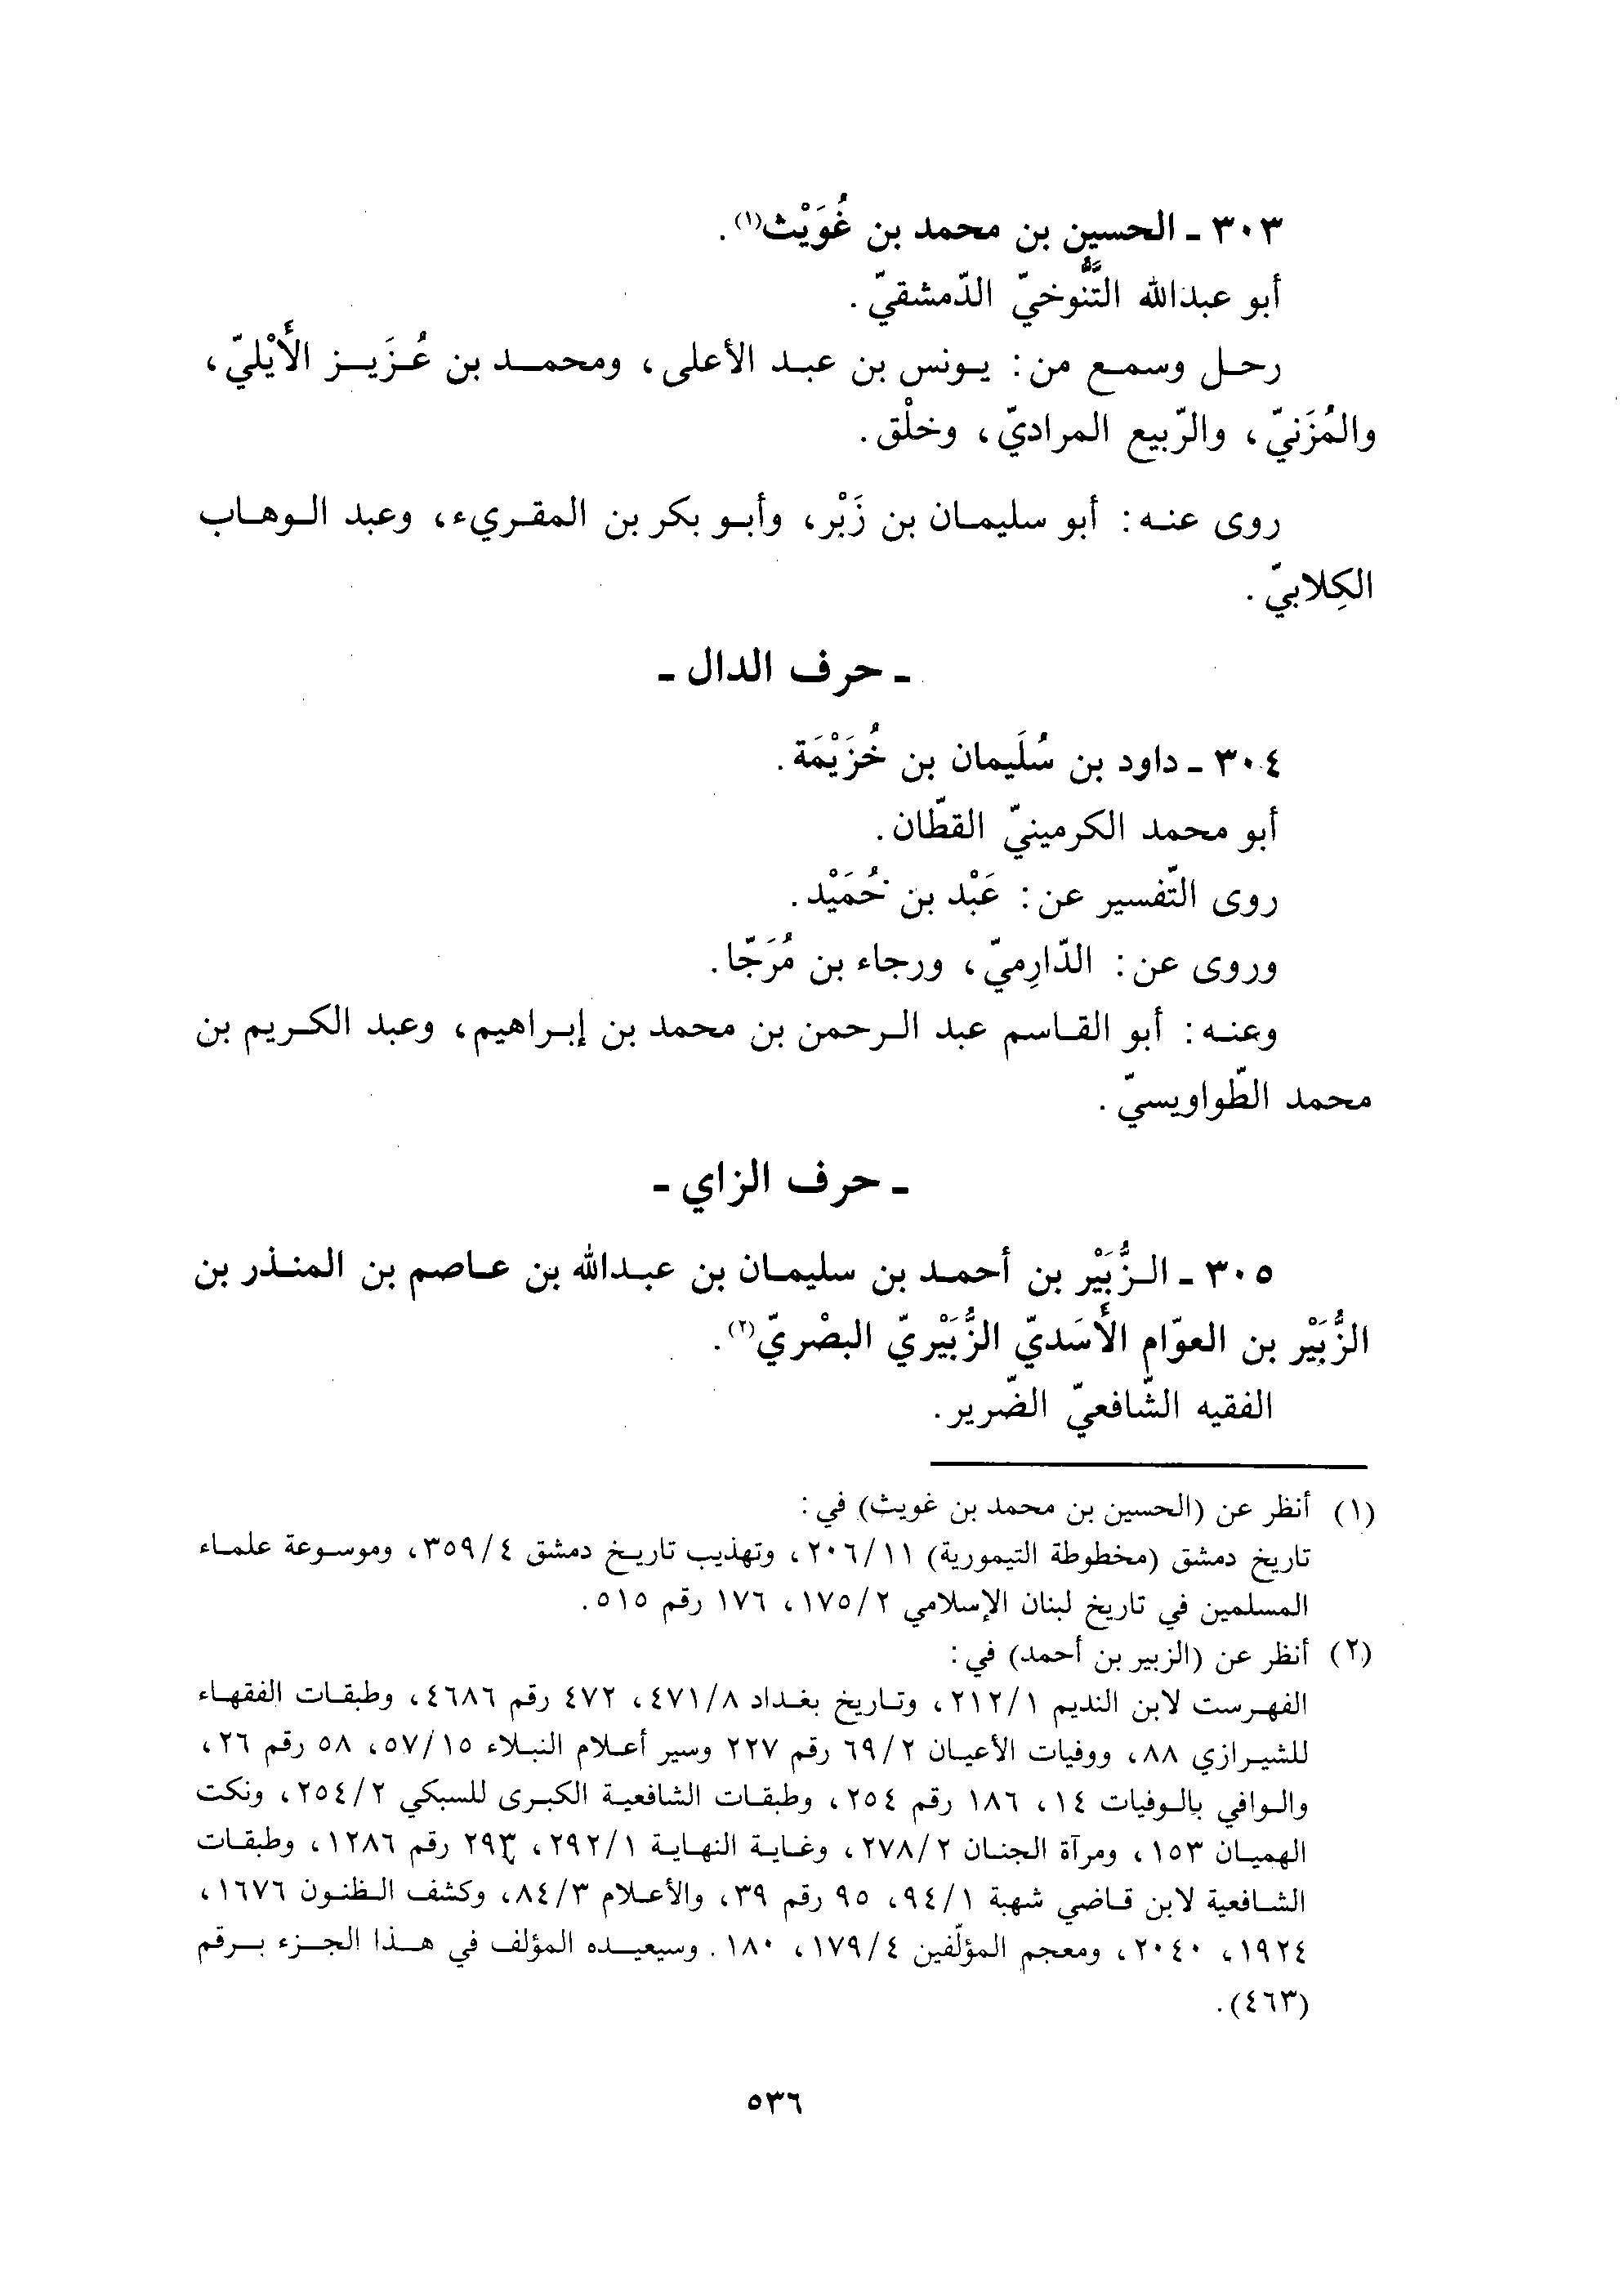 ٣٠٣ ـ الحسين بن محمد بن غُوَيْث(١).
أبو عبدالله التَّنُوخيّ الدّمشقيّ.
رحل وسمع من: يونس بن عبد الأعلى، ومحمد بن عُزَيز الأَيْليّ،
والمُزَنيّ، والرّبيع المراديّ، وخلْق.
روى عنه: أبو سليمان بن زَبْر، وأبو بكر بن المقريء، وعبد الوهاب
الكِلابيّ.
ـ حرف الدال ـ
٣٠٤ ـ داود بن سُلَيمان بن خُزَيْمَة.
أبو محمد الكرمينيّ القطّان.
روى التّفسير عن: عَبْد بن حُمَيْد.
وروى عن: الدّارِميّ، ورجاء بن مُرَجّا.
وعنه: أبو القاسم عبد الرحمن بن محمد بن إبراهيم، وعبد الكريم بن
محمد الطّواويسيّ.
ـ حرف الزاي ـ
٣٠٥ ـ الزُّبَيْر بن أحمد بن سليمان بن عبدالله بن عاصم بن المنذر بن
الزُّبَيْر بن العوّام الأَسَديّ الزُّبَيْريّ البصْريّ(٢).
الفقيه الشّافعيّ الضّرير.
(١) أنظر عن (الحسين بن محمد بن غويث) في:
تاريخ دمشق (مخطوطة التيمورية) ٢٠٦/١١، وتهذيب تاريخ دمشق ٣٥٩/٤، وموسوعة علماء
المسلمين في تاريخ لبنان الإسلامي ١٧٥/٢، ١٧٦ رقم ٥١٥.
(٢) أنظر عن (الزبير بن أحمد) في:
الفهرست لابن النديم ٢١٢/١، وتاريخ بغداد ٤٧١/٨، ٤٧٢ رقم ٤٦٨٦، وطبقات الفقهاء
للشيرازي ٨٨، ووفيات الأعيان ٦٩/٢ رقم ٢٢٧ وسير أعلام النبلاء ٥٧/١٥، ٥٨ رقم ٢٦،
والوافي بالوفيات ١٤، ١٨٦ رقم ٢٥٤، وطبقات الشافعية الكبرى للسبكي ٢٥٤/٢، ونكت
الهميان ١٥٣، ومرآة الجنان ٢٧٨/٢، وغاية النهاية ٢٩٢/١، ٢٩٣ رقم ١٢٨٦، وطبقات
الشافعية لابن قاضي شهبة ٩٤/١، ٩٥ رقم ٣٩، والأعلام ٨٤/٣، وكشف الظنون ١٦٧٦،
١٩٢٤، ٢٠٤٠، ومعجم المؤلّفين ١٧٩/٤، ١٨٠. وسيعيده المؤلف في هذا الجزء برقم
(٤٦٣).
٥٣٦